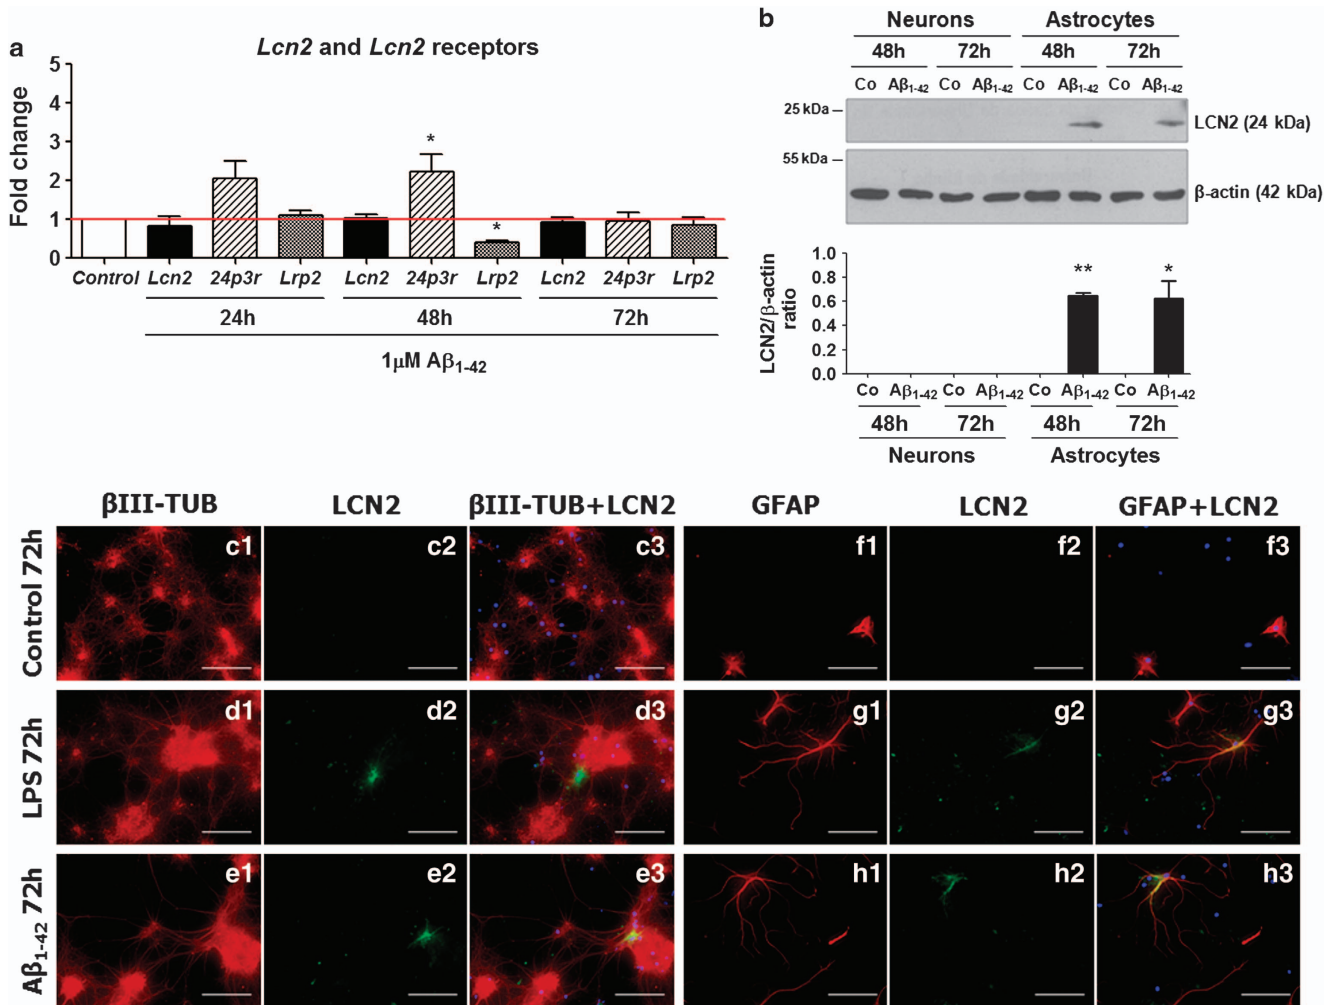 a
Lcn2 and Lcn2 receptors
Fold change
5
4
3
2
1
0
*
*
Control Lcn2 24p3r Lrp2 Lcn2 24p3r Lrp2 Lcn2 24p3r Lrp2
24h 48h 72h
1μM Aβ1-42
b
Neurons Astrocytes
48h 72h 48h 72h
Co Aβ1-42 Co Aβ1-42 Co Aβ1-42 Co Aβ1-42
25 kDa
LCN2 (24 kDa)
55 kDa
β-actin (42 kDa)
LCN2/β-actin
ratio
1.0
0.8
0.6
0.4
0.2
0.0
** *
Co Aβ1-42 Co Aβ1-42 Co Aβ1-42 Co Aβ1-42
48h 72h 48h 72h
Neurons Astrocytes
βIII-TUB LCN2 βIII-TUB+LCN2 GFAP LCN2 GFAP+LCN2
Control 72h
c1 c2 c3 f1 f2 f3
LPS 72h
d1 d2 d3 g1 g2 g3
Aβ1-42 72h
e1 e2 e3 h1 h2 h3